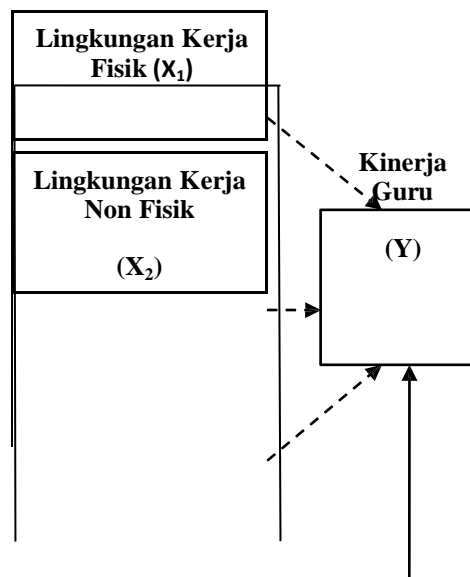 Lingkungan Kerja
Fisik (X₁)
Lingkungan Kerja
Non Fisik
(X₂)
Kinerja
Guru
(Y)